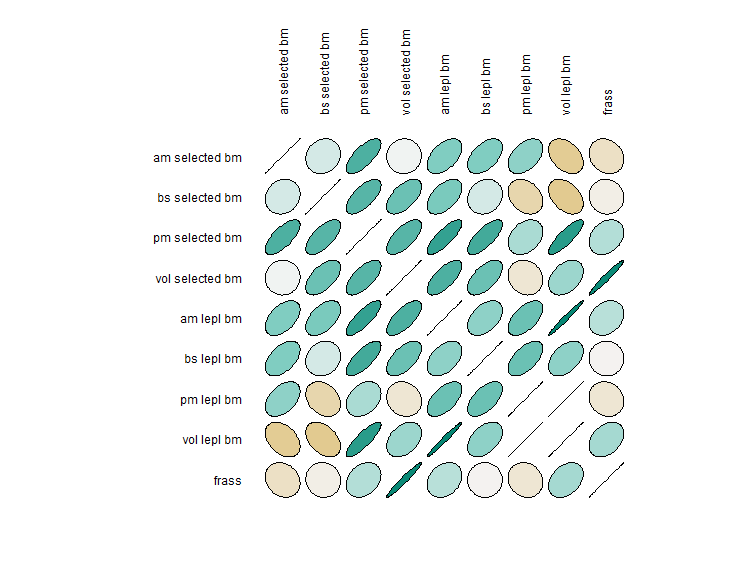 am selected bm
bs selected bm
pm selected bm
vol selected bm
am lepl bm
bs lepl bm
pm lepl bm
vol lepl bm
frass
am selected bm
bs selected bm
pm selected bm
vol selected bm
am lepl bm
bs lepl bm
pm lepl bm
vol lepl bm
frass